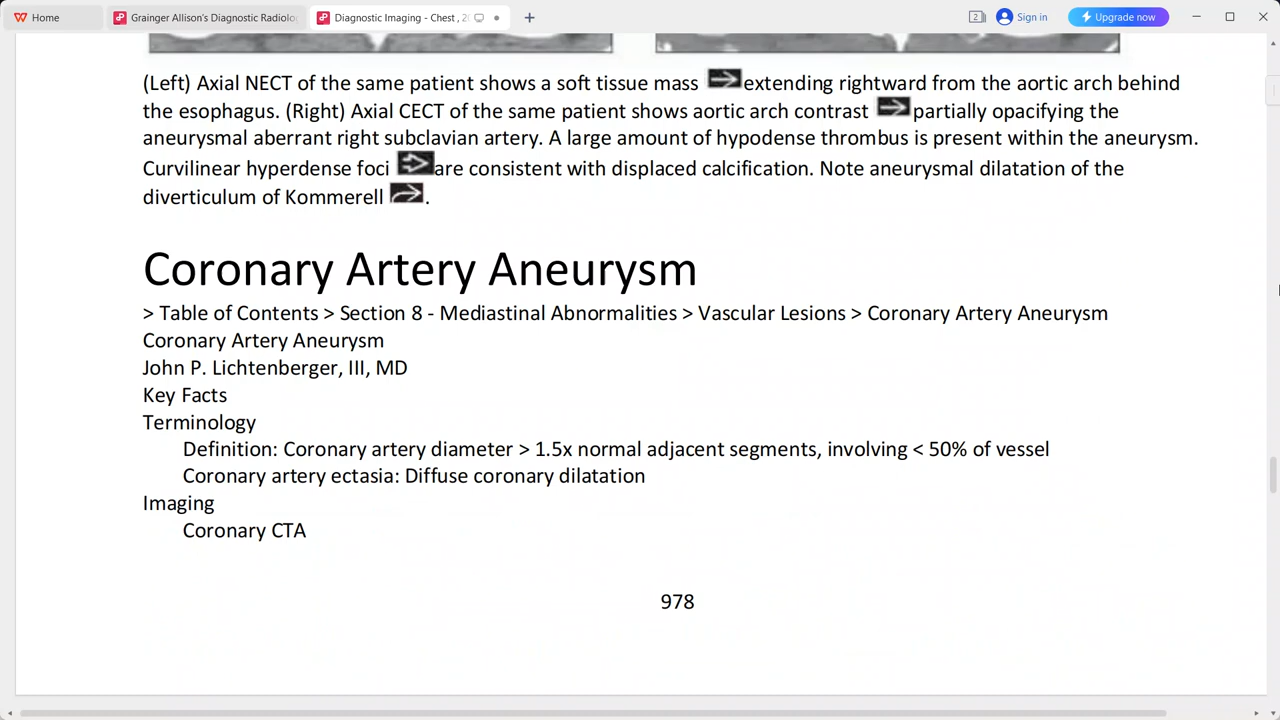 Home
Grainger Allison's Diagnostic Radiolo
Diagnostic Imaging - Chest , 2
2
Sign in
Upgrade now
(Left) Axial NECT of the same patient shows a soft tissue mass extending rightward from the aortic arch behind
the esophagus. (Right) Axial CECT of the same patient shows aortic arch contrast partially opacifying the
aneurysmal aberrant right subclavian artery. A large amount of hypodense thrombus is present within the aneurysm.
Curvilinear hyperdense foci are consistent with displaced calcification. Note aneurysmal dilatation of the
diverticulum of Kommerell .
Coronary Artery Aneurysm
> Table of Contents > Section 8 - Mediastinal Abnormalities > Vascular Lesions > Coronary Artery Aneurysm
Coronary Artery Aneurysm
John P. Lichtenberger, III, MD
Key Facts
Terminology
Definition: Coronary artery diameter > 1.5x normal adjacent segments, involving < 50% of vessel
Coronary artery ectasia: Diffuse coronary dilatation
Imaging
Coronary CTA
978